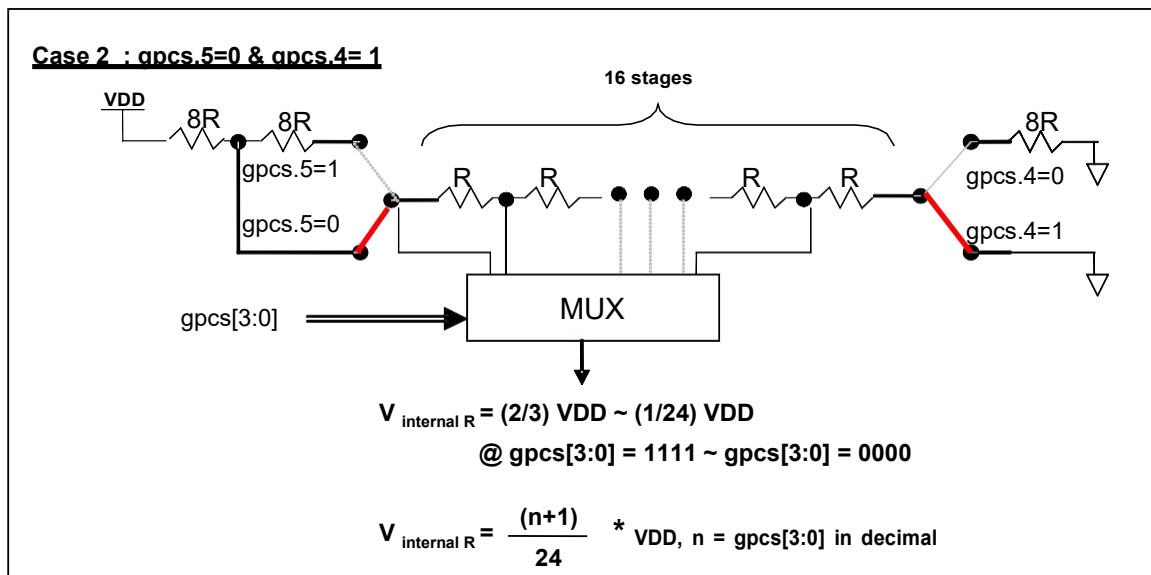 Case 2 : gpcs.5=0 & gpcs.4= 1
16 stages
VDD
8R
8R
8R
gpcs.5=1
R
R
R
R
gpcs.4=0
gpcs.5=0
gpcs.4=1
MUX
gpcs[3:0]
V internal R = (2/3) VDD ~ (1/24) VDD
@ gpcs[3:0] = 1111 ~ gpcs[3:0] = 0000
V internal R = (n+1)
24
* VDD, n = gpcs[3:0] in decimal